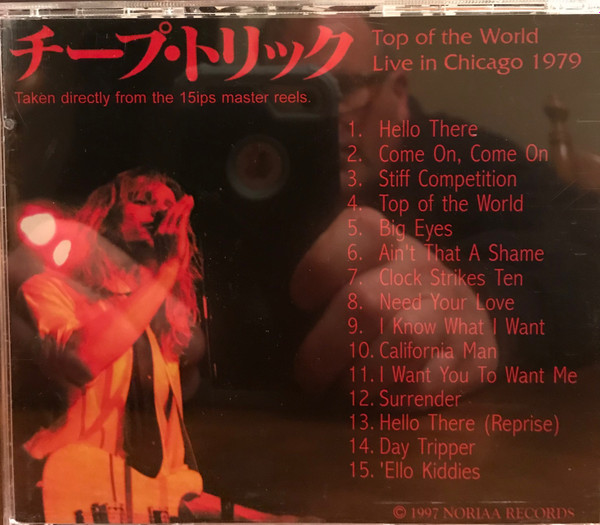 チープ・トリック
Top of the World
Live in Chicago 1979
Taken directly from the 15ips master reels.
1. Hello There
2. Come On, Come On
3. Stiff Competition
4. Top of the World
5. Big Eyes
6. Ain't That A Shame
7. Clock Strikes Ten
8. Need Your Love
9. I Know What I Want
10. California Man
11. I Want You To Want Me
12. Surrender
13. Hello There (Reprise)
14. Day Tripper
15. 'Ello Kiddies
© 1997 NORIAA RECORDS